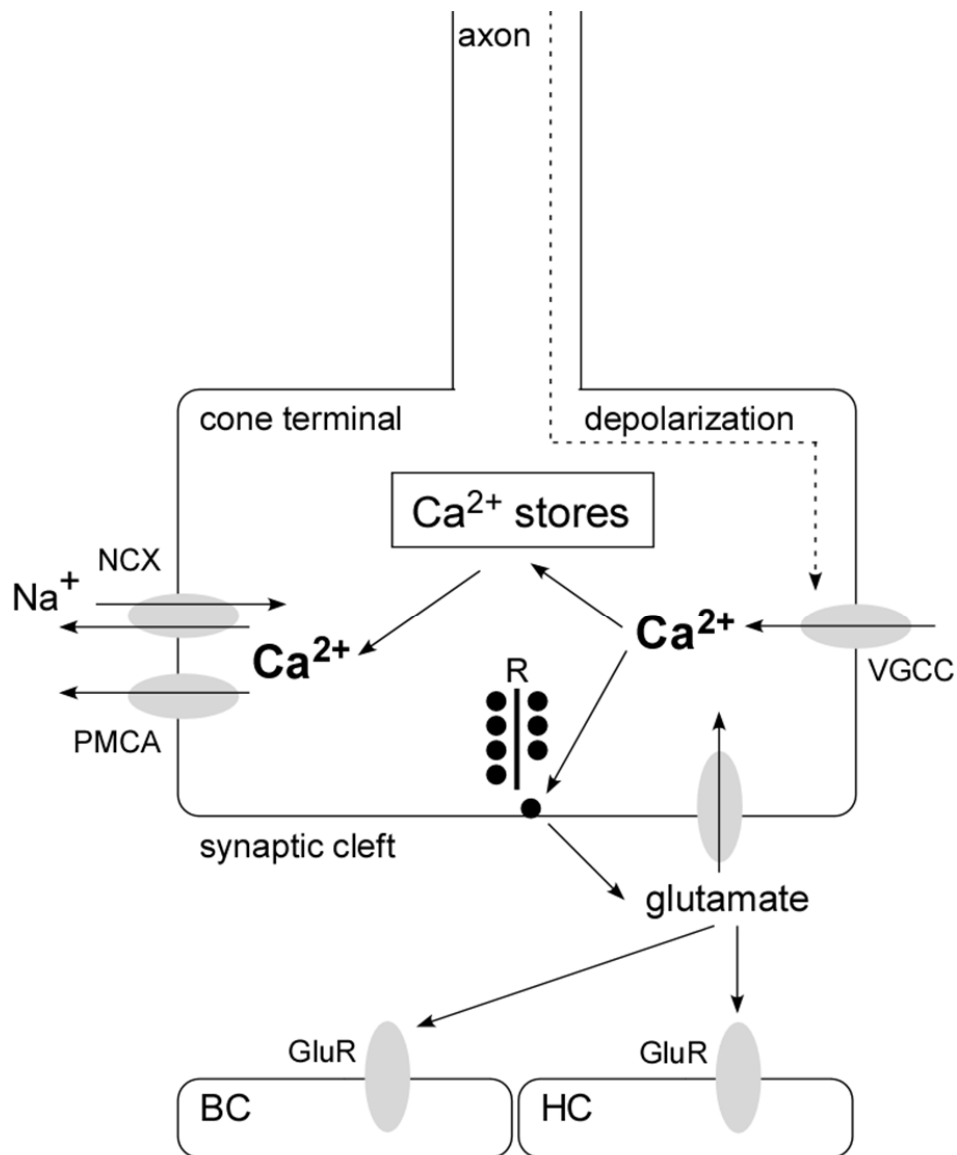 axon
cone terminal
depolarization
Ca²⁺ stores
NCX
Na⁺
Ca²⁺
Ca²⁺
VGCC
R
PMCA
synaptic cleft
glutamate
GluR
GluR
BC
HC